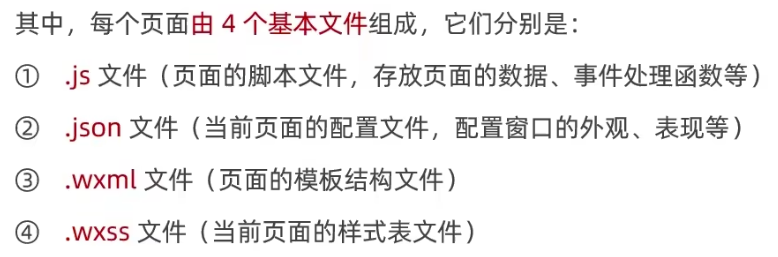 其中，每个页面由 4 个基本文件组成，它们分别是：
① .js 文件（页面的脚本文件，存放页面的数据、事件处理函数等）
② .json 文件（当前页面的配置文件，配置窗口的外观、表现等）
③ .wxml 文件（页面的模板结构文件）
④ .wxss 文件（当前页面的样式表文件）